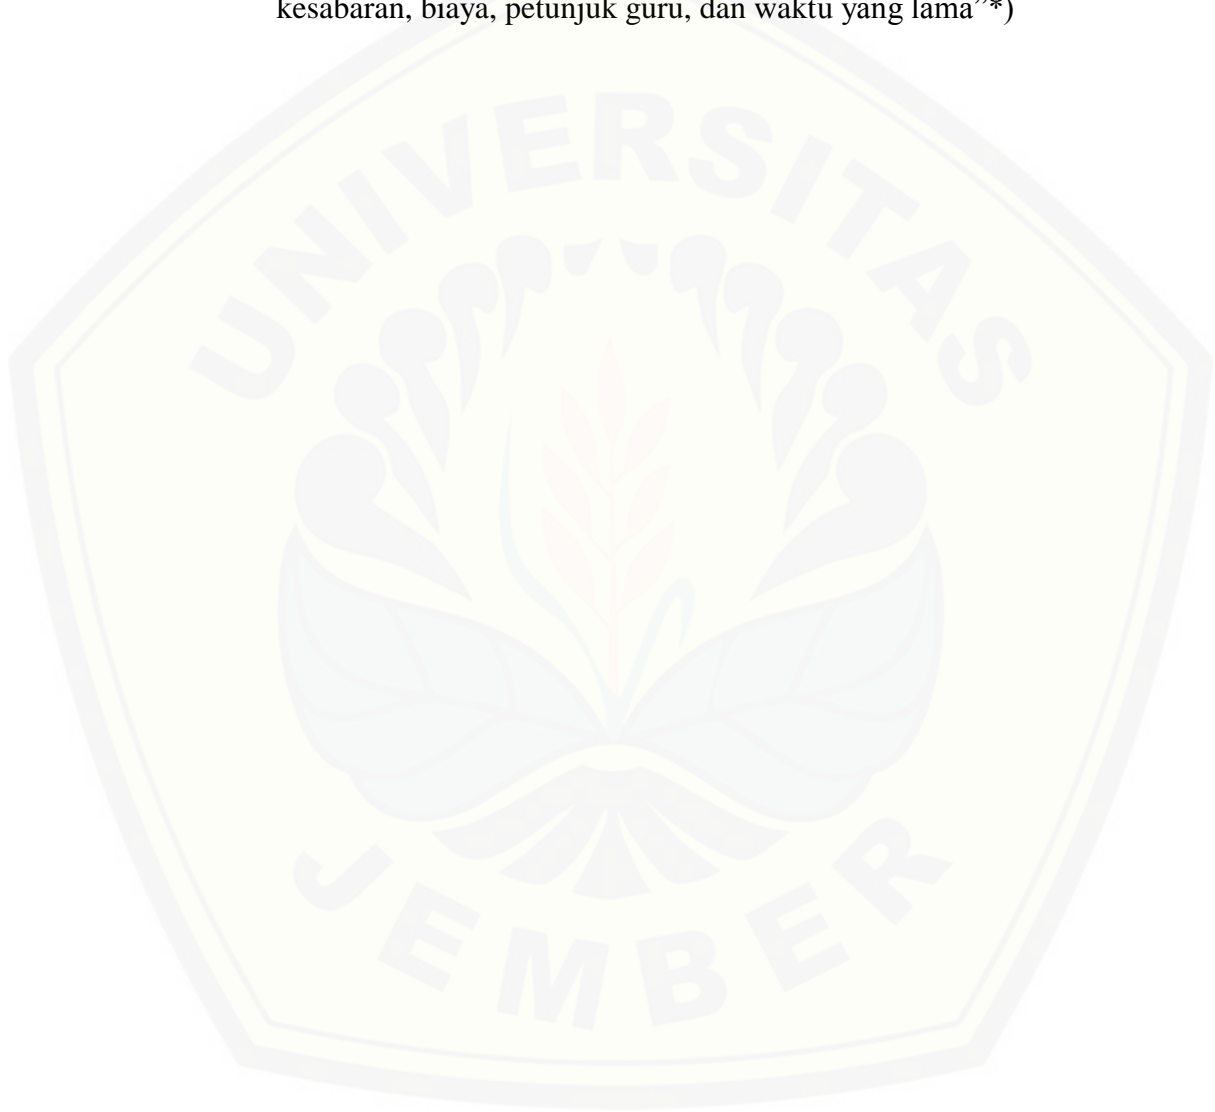 kesabaran, biaya, petunjuk guru, dan waktu yang lama”*)
UNIVERSITAS
JEMBER